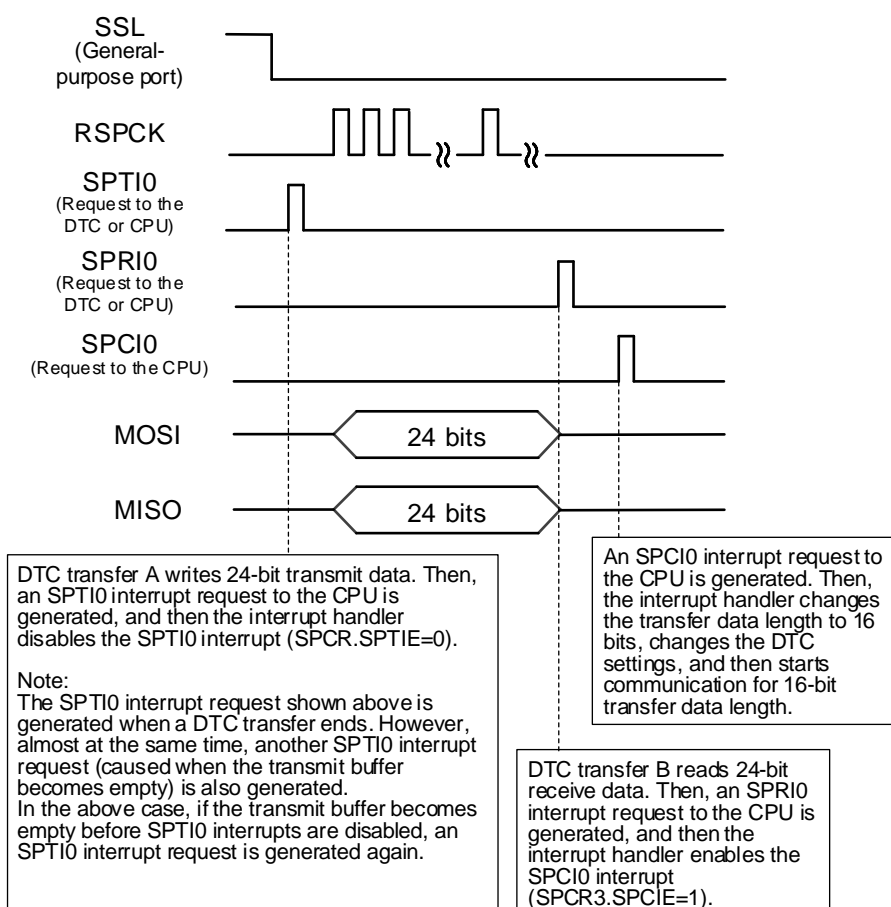 SSL
(General-
purpose port)
RSPCK
SPTI0
(Request to the
DTC or CPU)
SPRI0
(Request to the
DTC or CPU)
SPCI0
(Request to the CPU)
MOSI
24 bits
MISO
24 bits
DTC transfer A writes 24-bit transmit data. Then,
an SPTI0 interrupt request to the CPU is
generated, and then the interrupt handler
disables the SPTI0 interrupt (SPCR.SPTIE=0).
Note:
The SPTI0 interrupt request shown above is
generated when a DTC transfer ends. However,
almost at the same time, another SPTI0 interrupt
request (caused when the transmit buffer
becomes empty) is also generated.
In the above case, if the transmit buffer becomes
empty before SPTI0 interrupts are disabled, an
SPTI0 interrupt request is generated again.
An SPCI0 interrupt request to
the CPU is generated. Then,
the interrupt handler changes
the transfer data length to 16
bits, changes the DTC
settings, and then starts
communication for 16-bit
transfer data length.
DTC transfer B reads 24-bit
receive data. Then, an SPRI0
interrupt request to the CPU is
generated, and then the
interrupt handler enables the
SPCI0 interrupt
(SPCR3.SPCIE=1).